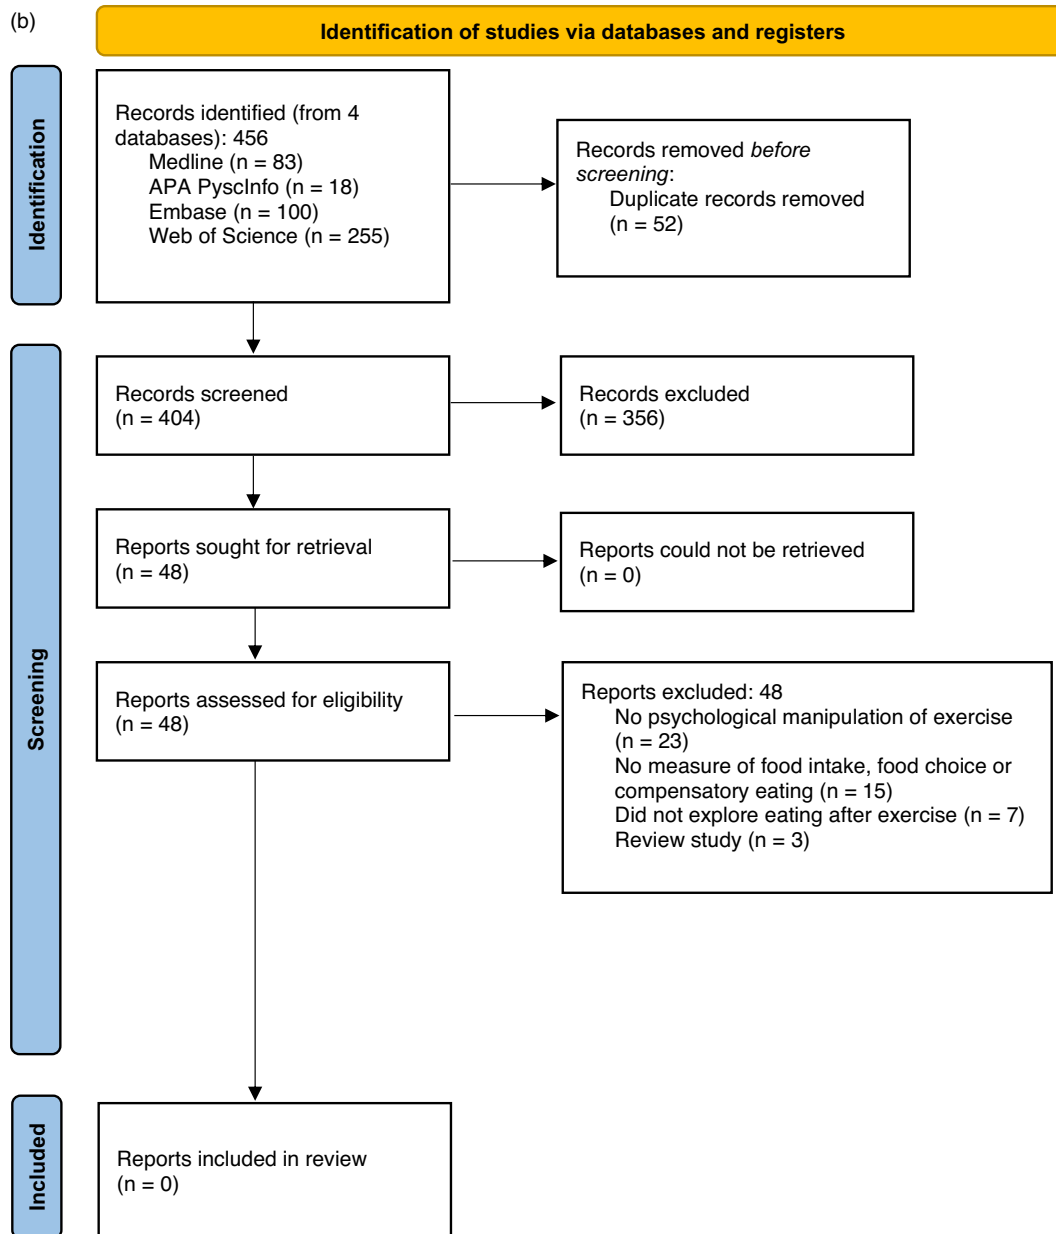 (b)
Identification of studies via databases and registers
Identification
Records identified (from 4
databases): 456
Medline (n = 83)
APA PyscInfo (n = 18)
Embase (n = 100)
Web of Science (n = 255)
Records removed before
screening:
Duplicate records removed
(n = 52)
Screening
Records screened
(n = 404)
Records excluded
(n = 356)
Reports sought for retrieval
(n = 48)
Reports could not be retrieved
(n = 0)
Reports assessed for eligibility
(n = 48)
Reports excluded: 48
No psychological manipulation of exercise
(n = 23)
No measure of food intake, food choice or
compensatory eating (n = 15)
Did not explore eating after exercise (n = 7)
Review study (n = 3)
Included
Reports included in review
(n = 0)